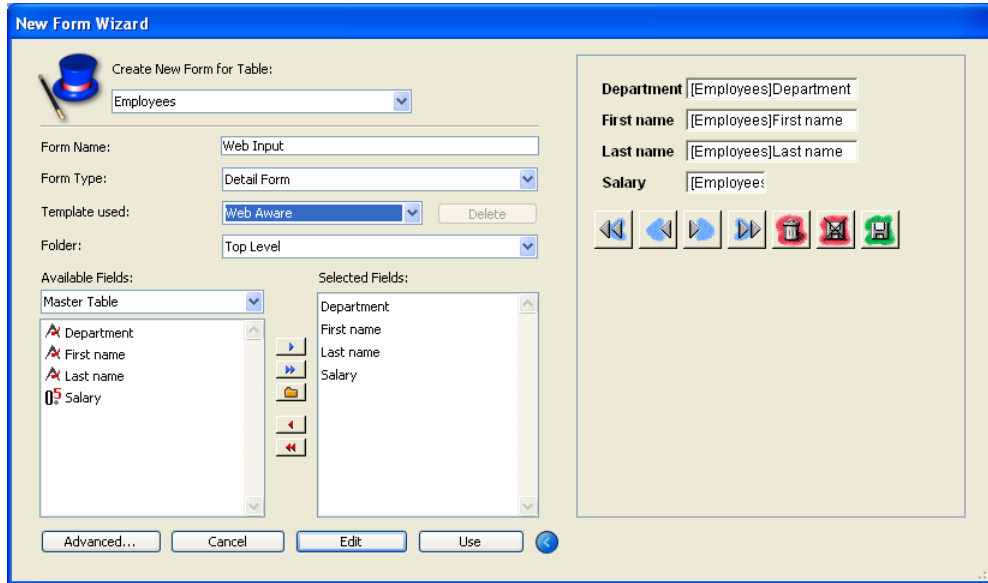 New Form Wizard
Create New Form for Table:
Employees
Form Name:
Web Input
Form Type:
Detail Form
Template used:
Web Aware
Delete
Folder:
Top Level
Available Fields:
Master Table
Department
First name
Last name
Salary
Selected Fields:
Department
First name
Last name
Salary
Advanced...
Cancel
Edit
Use
Department [Employees]Department
First name [Employees]First name
Last name [Employees]Last name
Salary [Employees